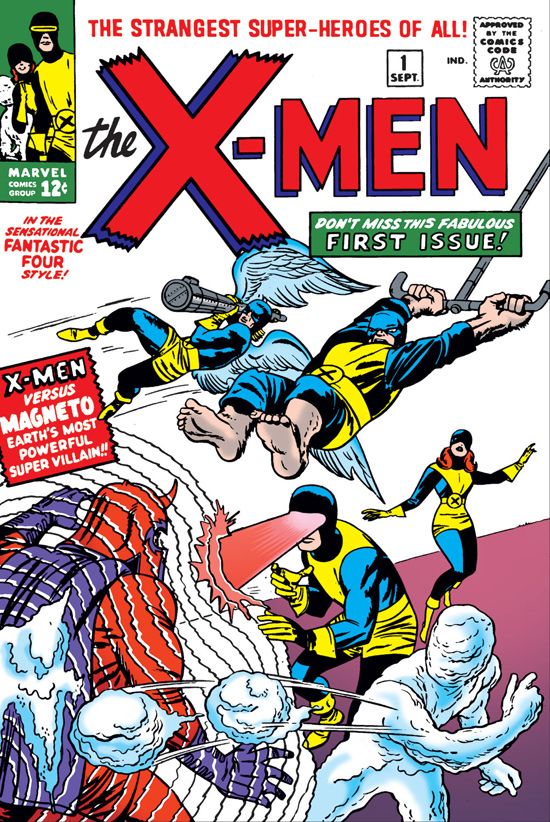 THE STRANGEST SUPER-HEROES OF ALL!
APPROVED
BY THE
COMICS
CODE
CA
AUTHORITY
1
SEPT.
IND.
the X-MEN
MARVEL
COMICS
GROUP
12¢
DON'T MISS THIS FABULOUS
FIRST ISSUE!
IN THE
SENSATIONAL
FANTASTIC
FOUR
STYLE!
X-MEN
VERSUS
MAGNETO
EARTH'S MOST
POWERFUL
SUPER VILLAIN!!
X
X